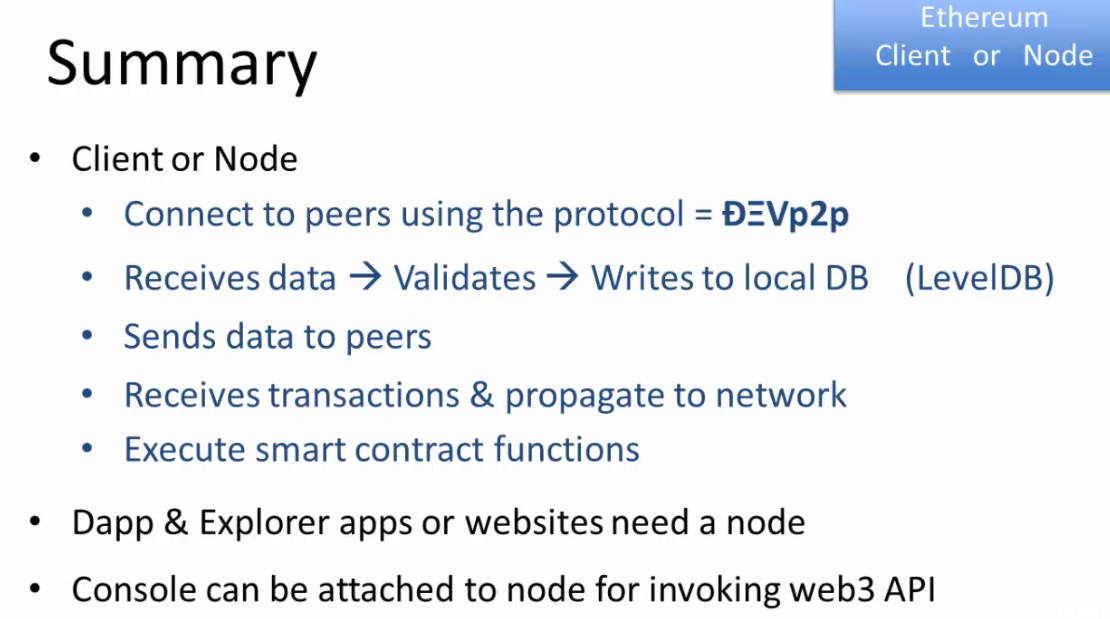 Ethereum
Client or Node
Summary
• Client or Node
• Connect to peers using the protocol = ÐΞVp2p
• Receives data → Validates → Writes to local DB (LevelDB)
• Sends data to peers
• Receives transactions & propagate to network
• Execute smart contract functions
• Dapp & Explorer apps or websites need a node
• Console can be attached to node for invoking web3 API